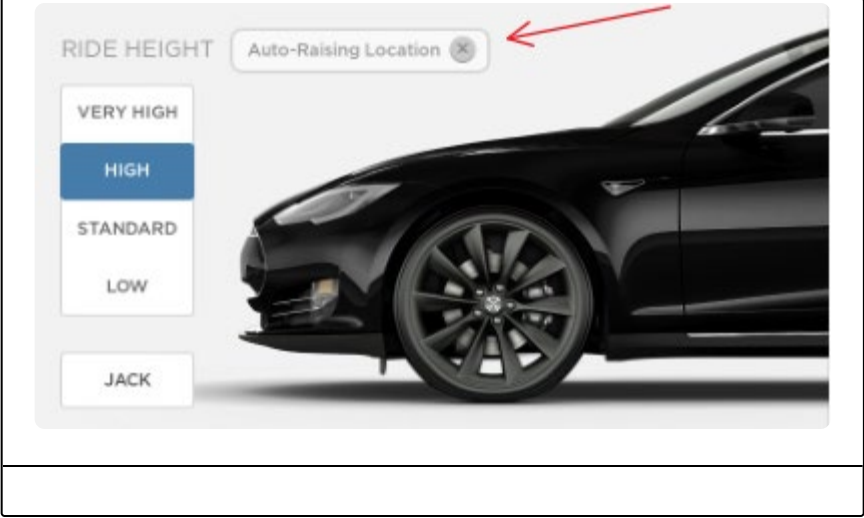 RIDE HEIGHT
Auto-Raising Location
VERY HIGH
HIGH
STANDARD
LOW
JACK